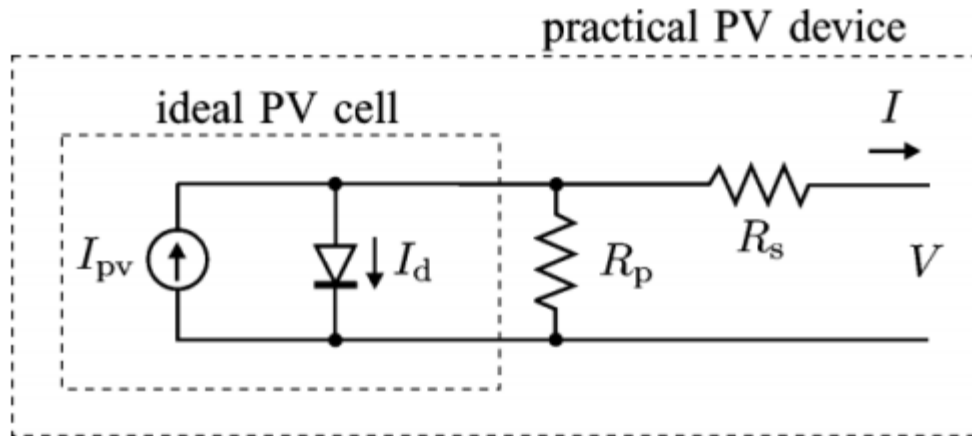 practical PV device
ideal PV cell
I
I_pv
I_d
R_p
R_s
V